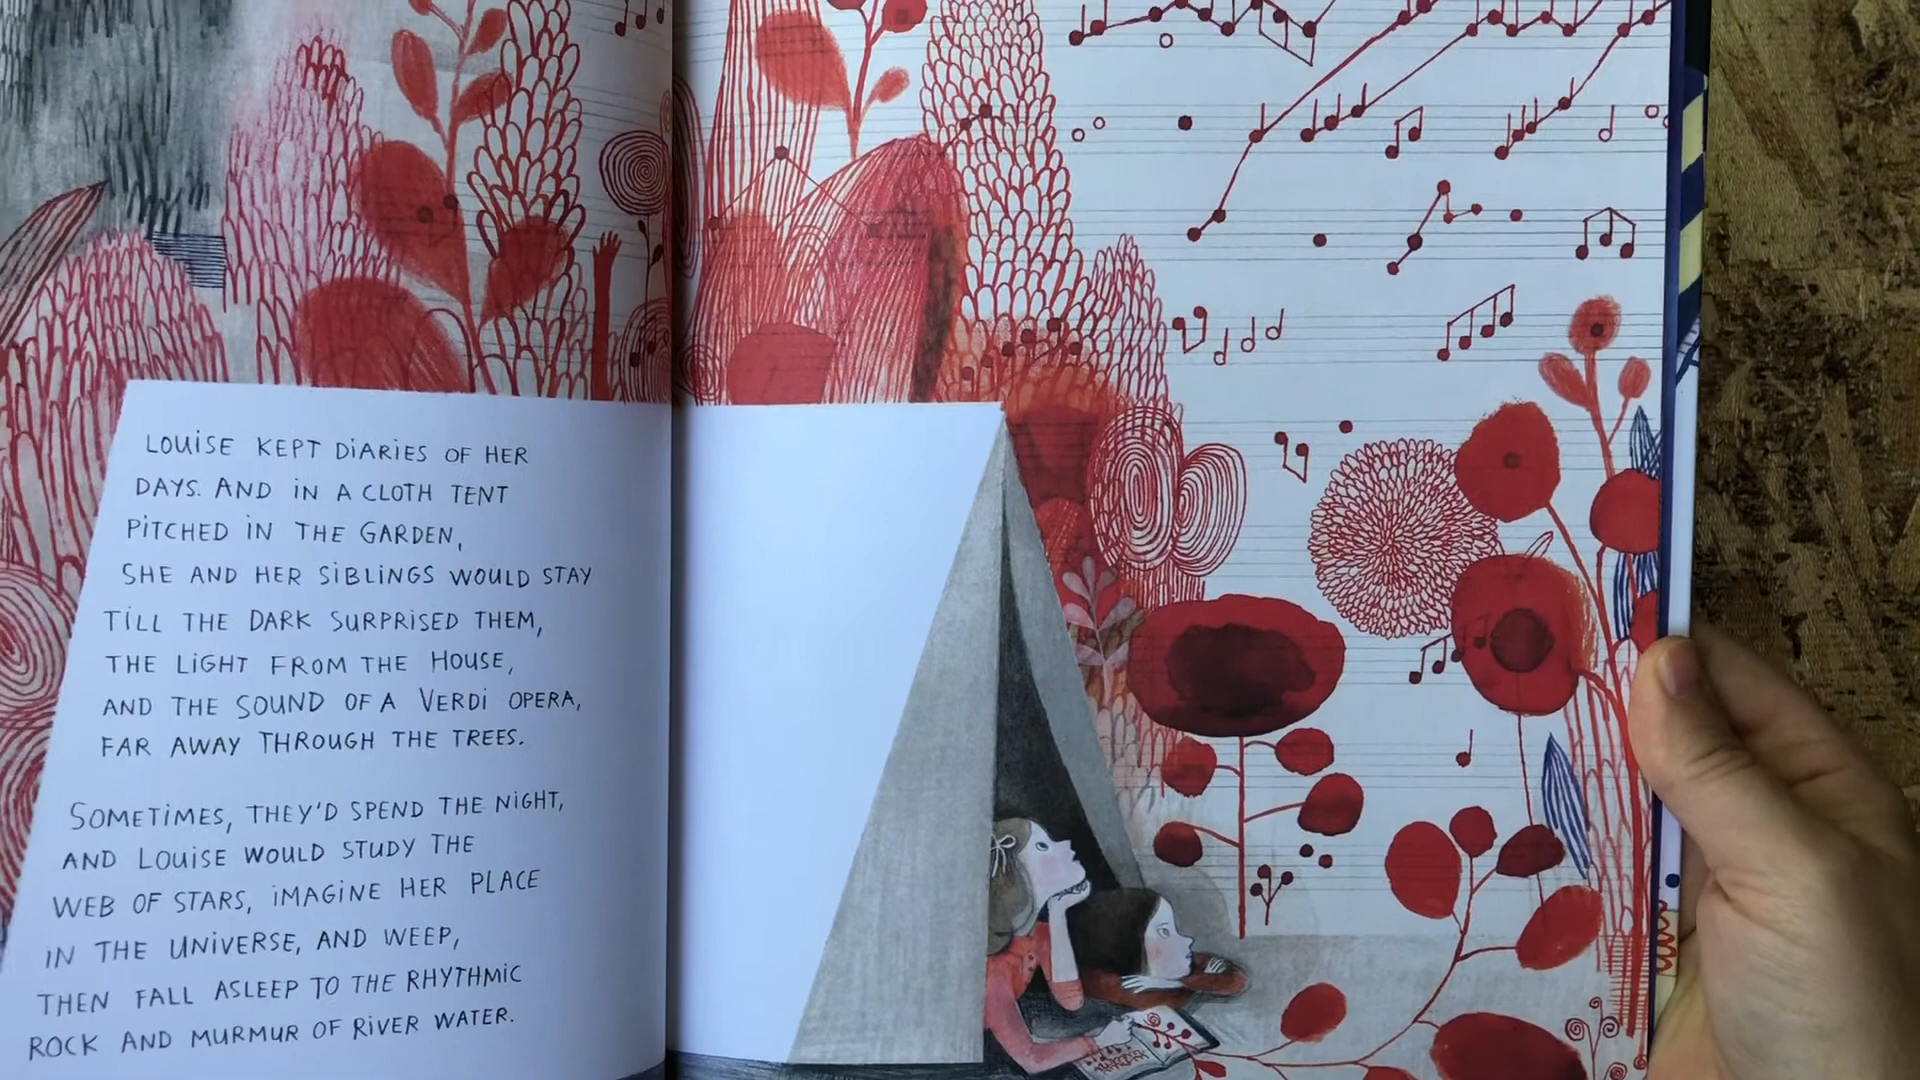 LOUISE KEPT DIARIES OF HER
DAYS. AND IN A CLOTH TENT
PITCHED IN THE GARDEN,
SHE AND HER SIBLINGS WOULD STAY
TILL THE DARK SURPRISED THEM,
THE LIGHT FROM THE HOUSE,
AND THE SOUND OF A VERDI OPERA,
FAR AWAY THROUGH THE TREES.
SOMETIMES, THEY'D SPEND THE NIGHT,
AND LOUISE WOULD STUDY THE
WEB OF STARS, IMAGINE HER PLACE
IN THE UNIVERSE, AND WEEP,
THEN FALL ASLEEP TO THE RHYTHMIC
ROCK AND MURMUR OF RIVER WATER.